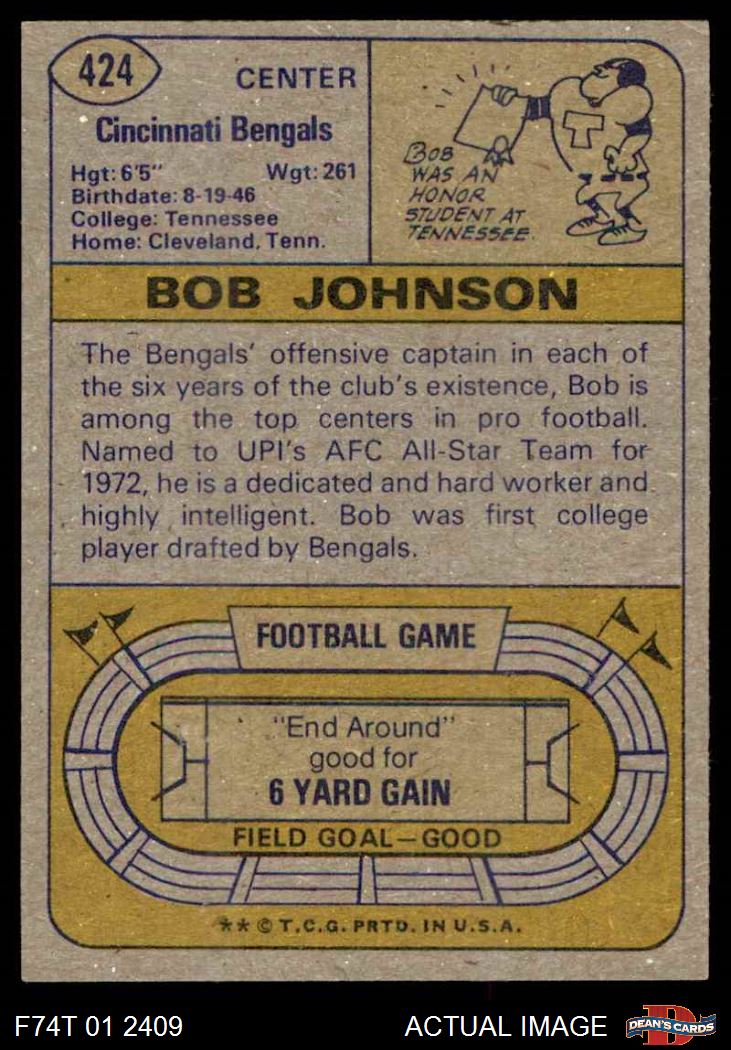 424
CENTER
Cincinnati Bengals
Hgt: 6'5" Wgt: 261
Birthdate: 8-19-46
College: Tennessee
Home: Cleveland, Tenn.
T
BOB
WAS AN
HONOR
STUDENT AT
TENNESSEE.
BOB JOHNSON
The Bengals' offensive captain in each of
the six years of the club's existence, Bob is
among the top centers in pro football.
Named to UPI's AFC All-Star Team for
1972, he is a dedicated and hard worker and
highly intelligent. Bob was first college
player drafted by Bengals.
FOOTBALL GAME
"End Around"
good for
6 YARD GAIN
FIELD GOAL—GOOD
** © T.C.G. PRTD. IN U.S.A.
F74T 01 2409
ACTUAL IMAGE
D
DEAN'S CARDS